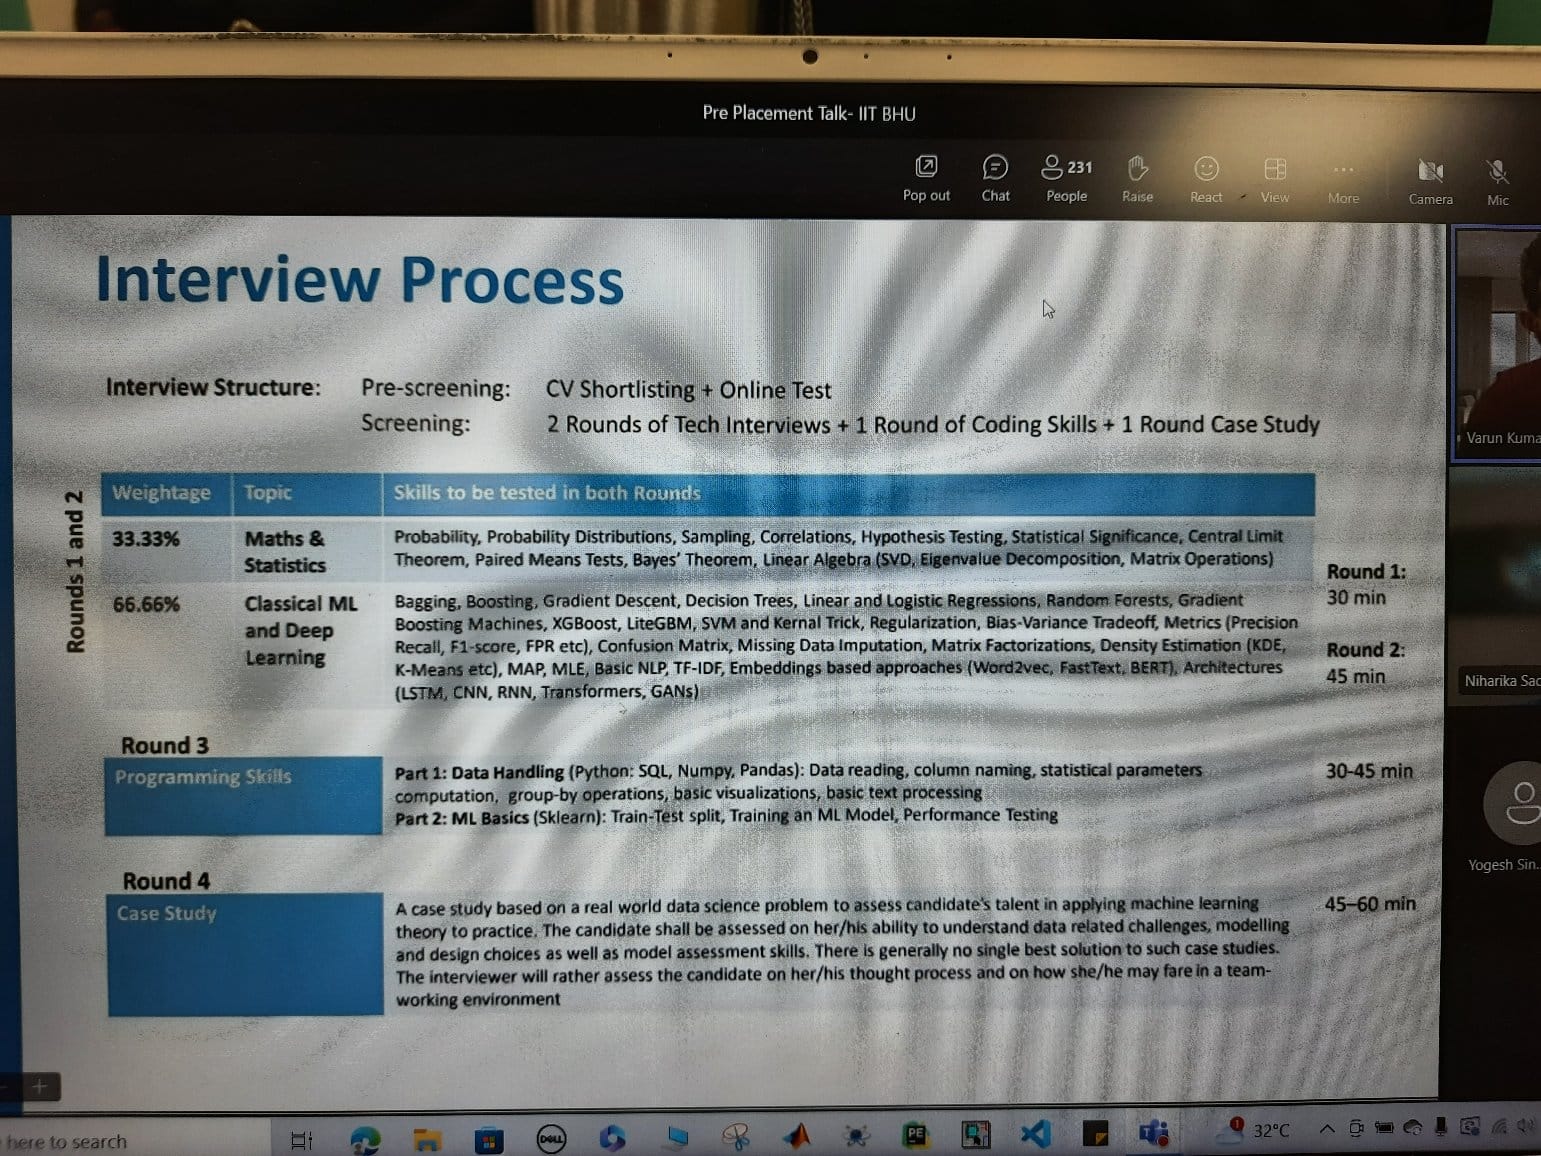 Pre Placement Talk- IIT BHU
Pop out
Chat
231
People
Raise
React
View
More
Camera
Mic
Interview Process
Interview Structure: Pre-screening: CV Shortlisting + Online Test
Screening: 2 Rounds of Tech Interviews + 1 Round of Coding Skills + 1 Round Case Study
Rounds 1 and 2
Weightage Topic Skills to be tested in both Rounds
33.33%
Maths &
Statistics
Probability, Probability Distributions, Sampling, Correlations, Hypothesis Testing, Statistical Significance, Central Limit
Theorem, Paired Means Tests, Bayes' Theorem, Linear Algebra (SVD, Eigenvalue Decomposition, Matrix Operations)
66.66%
Classical ML
and Deep
Learning
Bagging, Boosting, Gradient Descent, Decision Trees, Linear and Logistic Regressions, Random Forests, Gradient
Boosting Machines, XGBoost, LiteGBM, SVM and Kernal Trick, Regularization, Bias-Variance Tradeoff, Metrics (Precision
Recall, F1-score, FPR etc), Confusion Matrix, Missing Data Imputation, Matrix Factorizations, Density Estimation (KDE,
K-Means etc), MAP, MLE, Basic NLP, TF-IDF, Embeddings based approaches (Word2vec, FastText, BERT), Architectures
(LSTM, CNN, RNN, Transformers, GANs)
Round 1:
30 min
Round 2:
45 min
Round 3
Programming Skills
Part 1: Data Handling (Python: SQL, Numpy, Pandas): Data reading, column naming, statistical parameters
computation, group-by operations, basic visualizations, basic text processing
Part 2: ML Basics (Sklearn): Train-Test split, Training an ML Model, Performance Testing
30-45 min
Round 4
Case Study
A case study based on a real world data science problem to assess candidate's talent in applying machine learning
theory to practice. The candidate shall be assessed on her/his ability to understand data related challenges, modelling
and design choices as well as model assessment skills. There is generally no single best solution to such case studies.
The interviewer will rather assess the candidate on her/his thought process and on how she/he may fare in a team-
working environment
45–60 min
Varun Kuma
Niharika Sac
Yogesh Sin...
here to search
DELL
PE
1
32°C